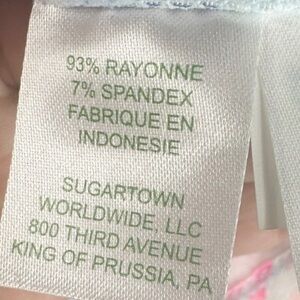 93% RAYONNE
7% SPANDEX
FABRIQUE EN
INDONESIE
SUGARTOWN
WORLDWIDE, LLC
800 THIRD AVENUE
KING OF PRUSSIA, PA